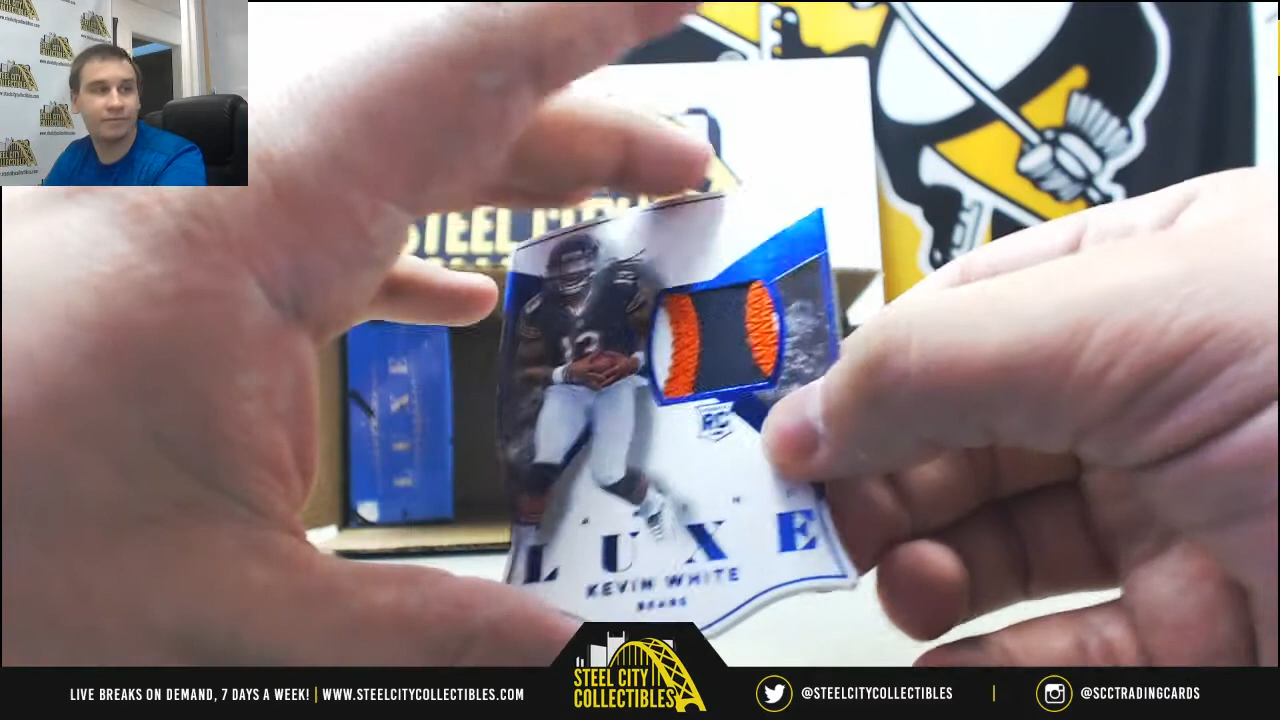 STEEL CITY
LUXE
13
RC
LUXE
KEVIN WHITE
BEARS
LIVE BREAKS ON DEMAND, 7 DAYS A WEEK! | WWW.STEELCITYCOLLECTIBLES.COM
STEEL CITY
COLLECTIBLES
@STEELCITYCOLLECTIBLES
|
@SCCTRADINGCARDS